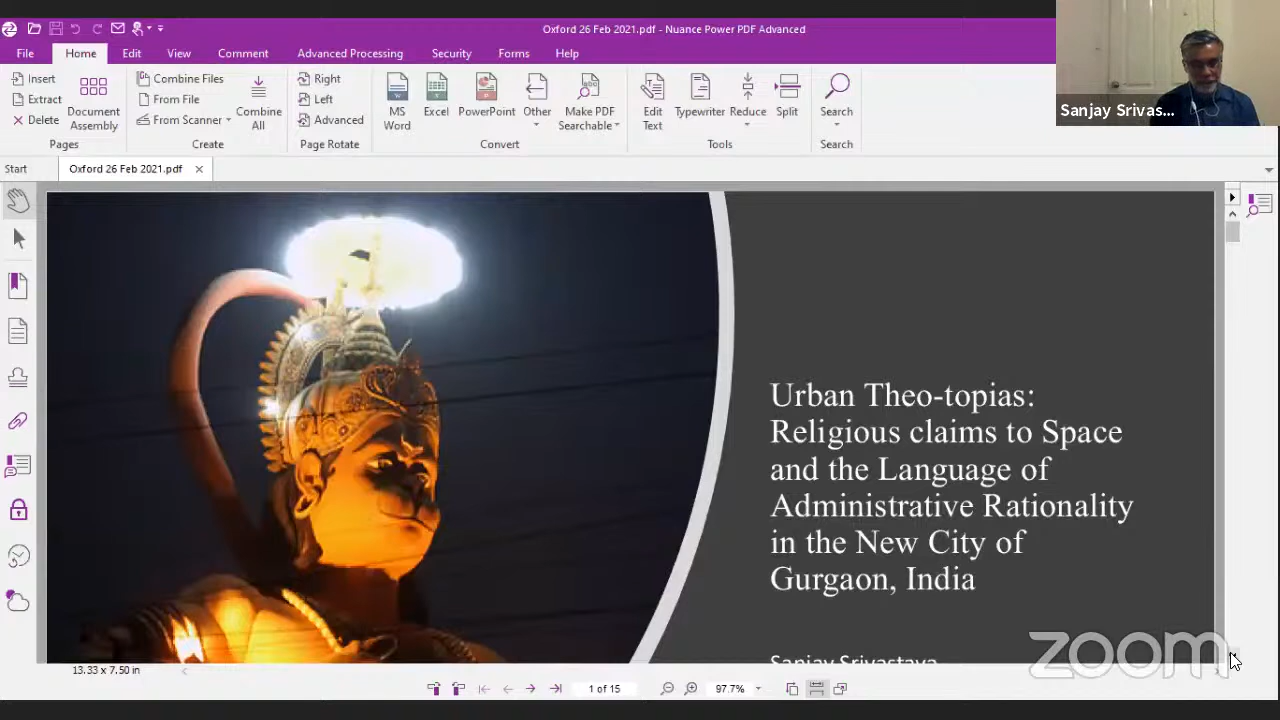 Oxford 26 Feb 2021.pdf - Nuance Power PDF Advanced
File Home Edit View Comment Advanced Processing Security Forms Help
Insert
Extract
Delete
Document
Assembly
Pages
Combine Files
From File
From Scanner
Combine
All
Create
Right
Left
Advanced
Page Rotate
MS
Word
Excel
PowerPoint
Other
Make PDF
Searchable
Convert
Edit
Text
Typewriter
Reduce
Split
Tools
Search
Search
Sanjay Srivas...
Start
Oxford 26 Feb 2021.pdf
Urban Theo-topias:
Religious claims to Space
and the Language of
Administrative Rationality
in the New City of
Gurgaon, India
Sanjay Srivastava
zoom
13.33 x 7.50 in
1 of 15
97.7%